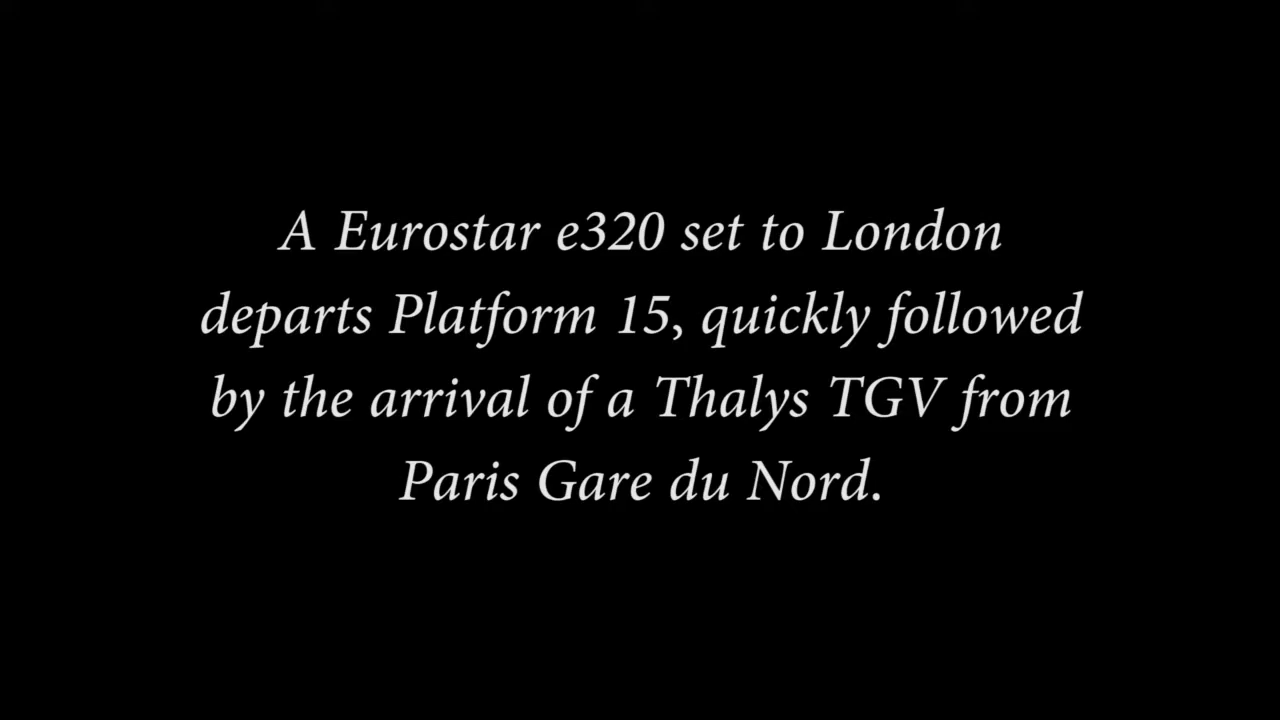 A Eurostar e320 set to London
departs Platform 15, quickly followed
by the arrival of a Thalys TGV from
Paris Gare du Nord.